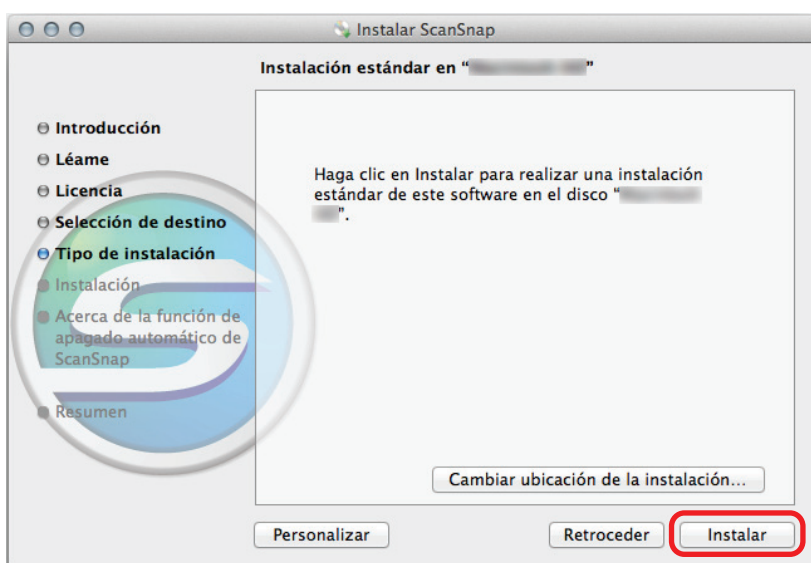 Instalar ScanSnap
Instalación estándar en “ ”
Introducción
Léame
Licencia
Selección de destino
Tipo de instalación
Instalación
Acerca de la función de
apagado automático de
ScanSnap
Resumen
Haga clic en Instalar para realizar una instalación
estándar de este software en el disco “
”.
Cambiar ubicación de la instalación...
Personalizar
Retroceder
Instalar